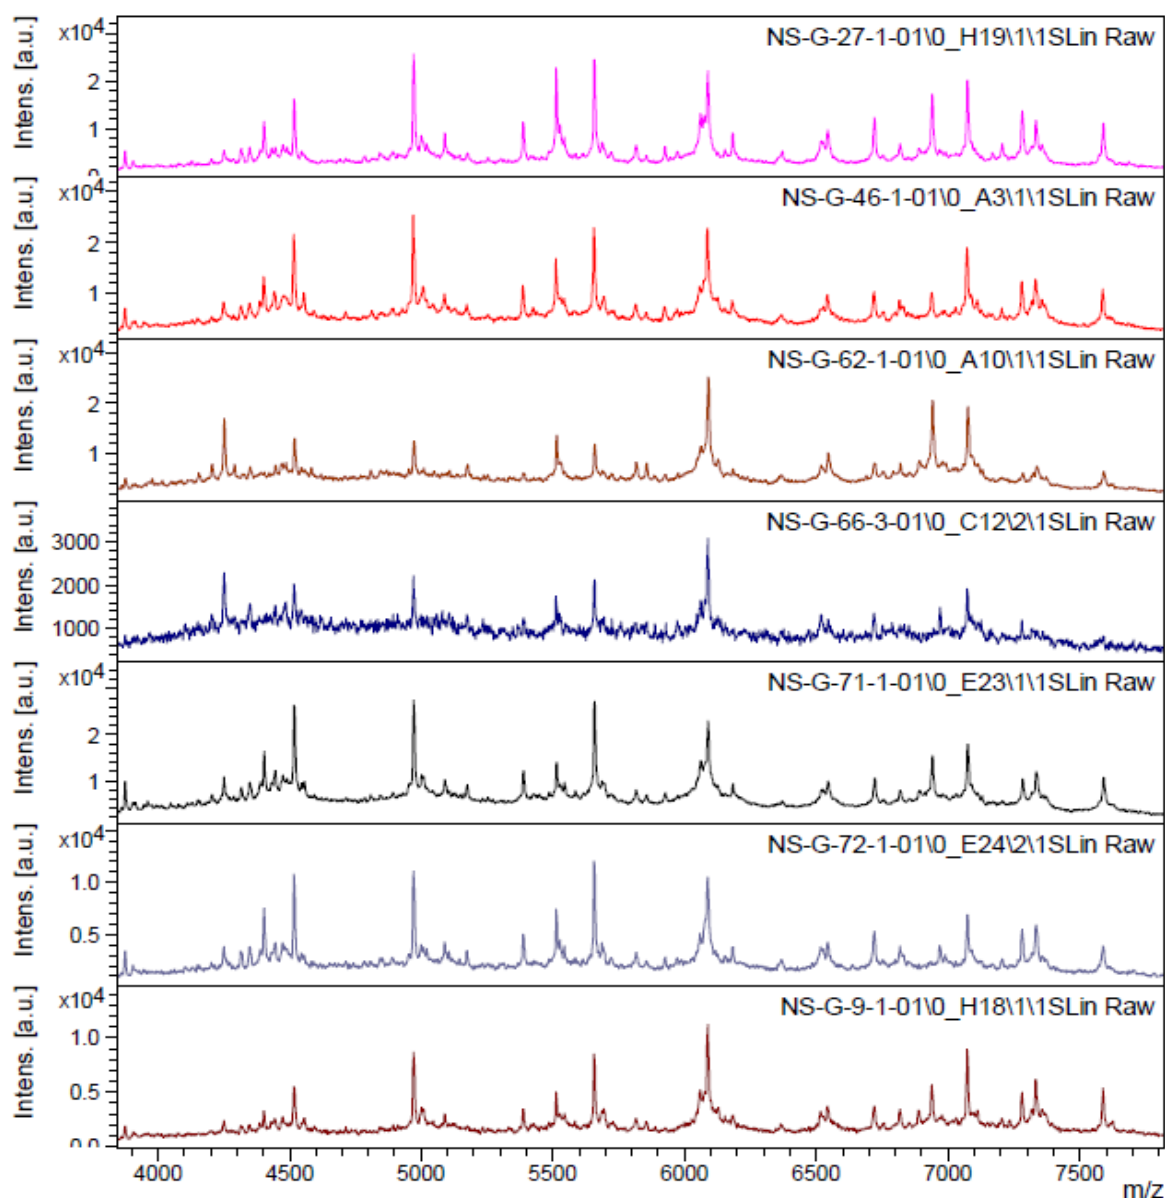 Intens. [a.u.]
x10⁴
2
1
0
NS-G-27-1-01\0_H19\1\1SLin Raw
Intens. [a.u.]
x10⁴
2
1
NS-G-46-1-01\0_A3\1\1SLin Raw
Intens. [a.u.]
x10⁴
2
1
NS-G-62-1-01\0_A10\1\1SLin Raw
Intens. [a.u.]
3000
2000
1000
NS-G-66-3-01\0_C12\2\1SLin Raw
Intens. [a.u.]
x10⁴
2
1
NS-G-71-1-01\0_E23\1\1SLin Raw
Intens. [a.u.]
x10⁴
1.0
0.5
NS-G-72-1-01\0_E24\2\1SLin Raw
Intens. [a.u.]
x10⁴
1.0
0.5
0.0
NS-G-9-1-01\0_H18\1\1SLin Raw
4000 4500 5000 5500 6000 6500 7000 7500
m/z